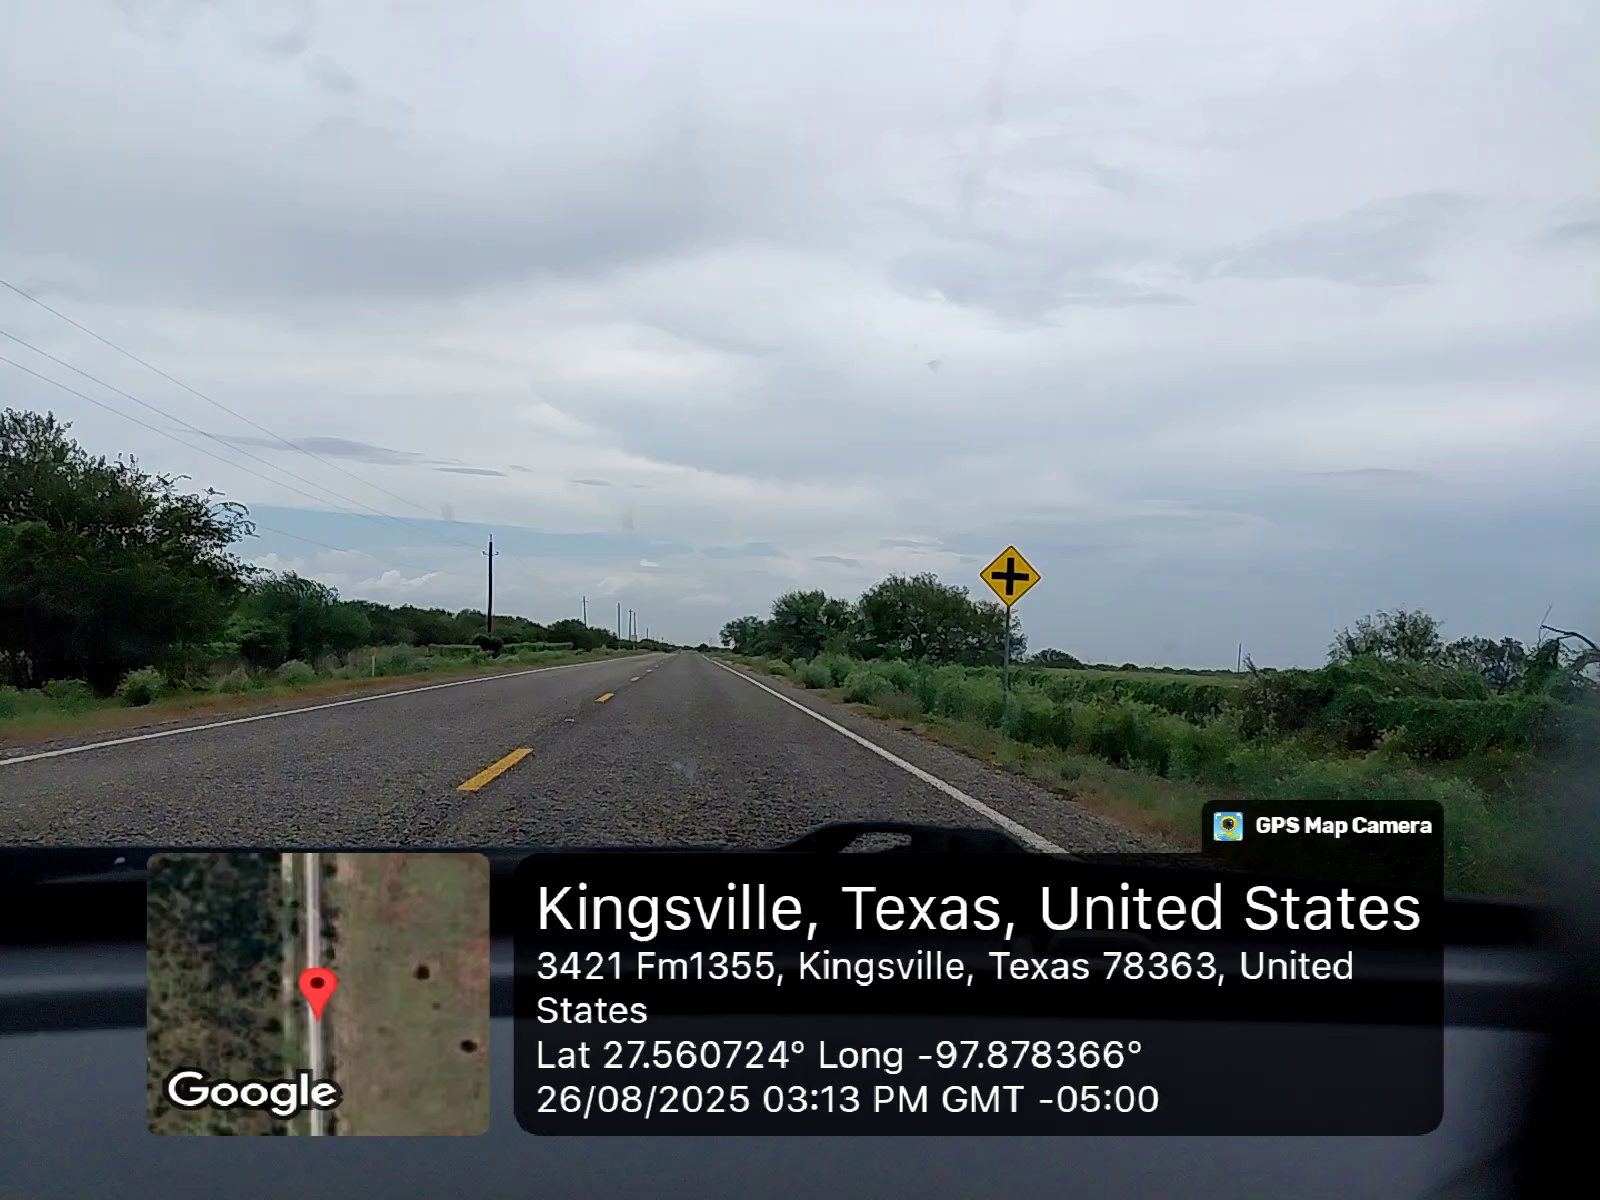 GPS Map Camera
Kingsville, Texas, United States
3421 Fm1355, Kingsville, Texas 78363, United
States
Lat 27.560724° Long -97.878366°
26/08/2025 03:13 PM GMT -05:00
Google